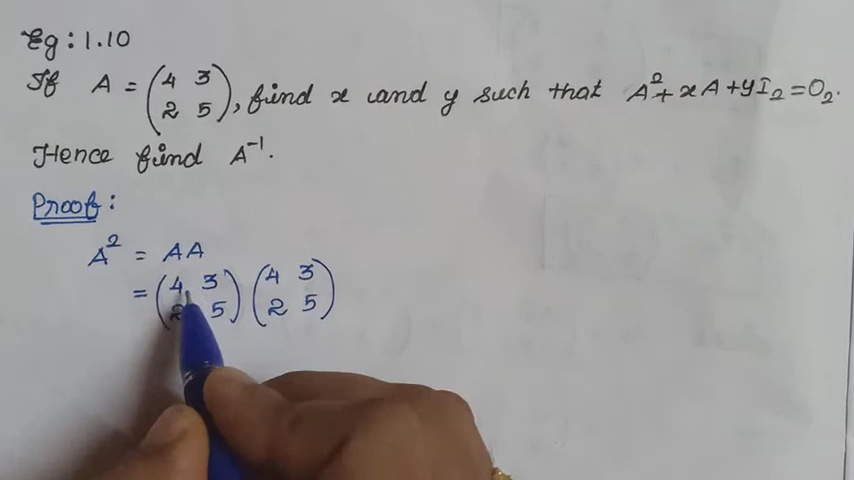 Eg : 1.10
If A = (4 3
2 5), find x and y such that A² + xA + yI₂ = O₂.
Hence find A⁻¹.
Proof :
A² = AA
= (4 3
2 5) (4 3
2 5)